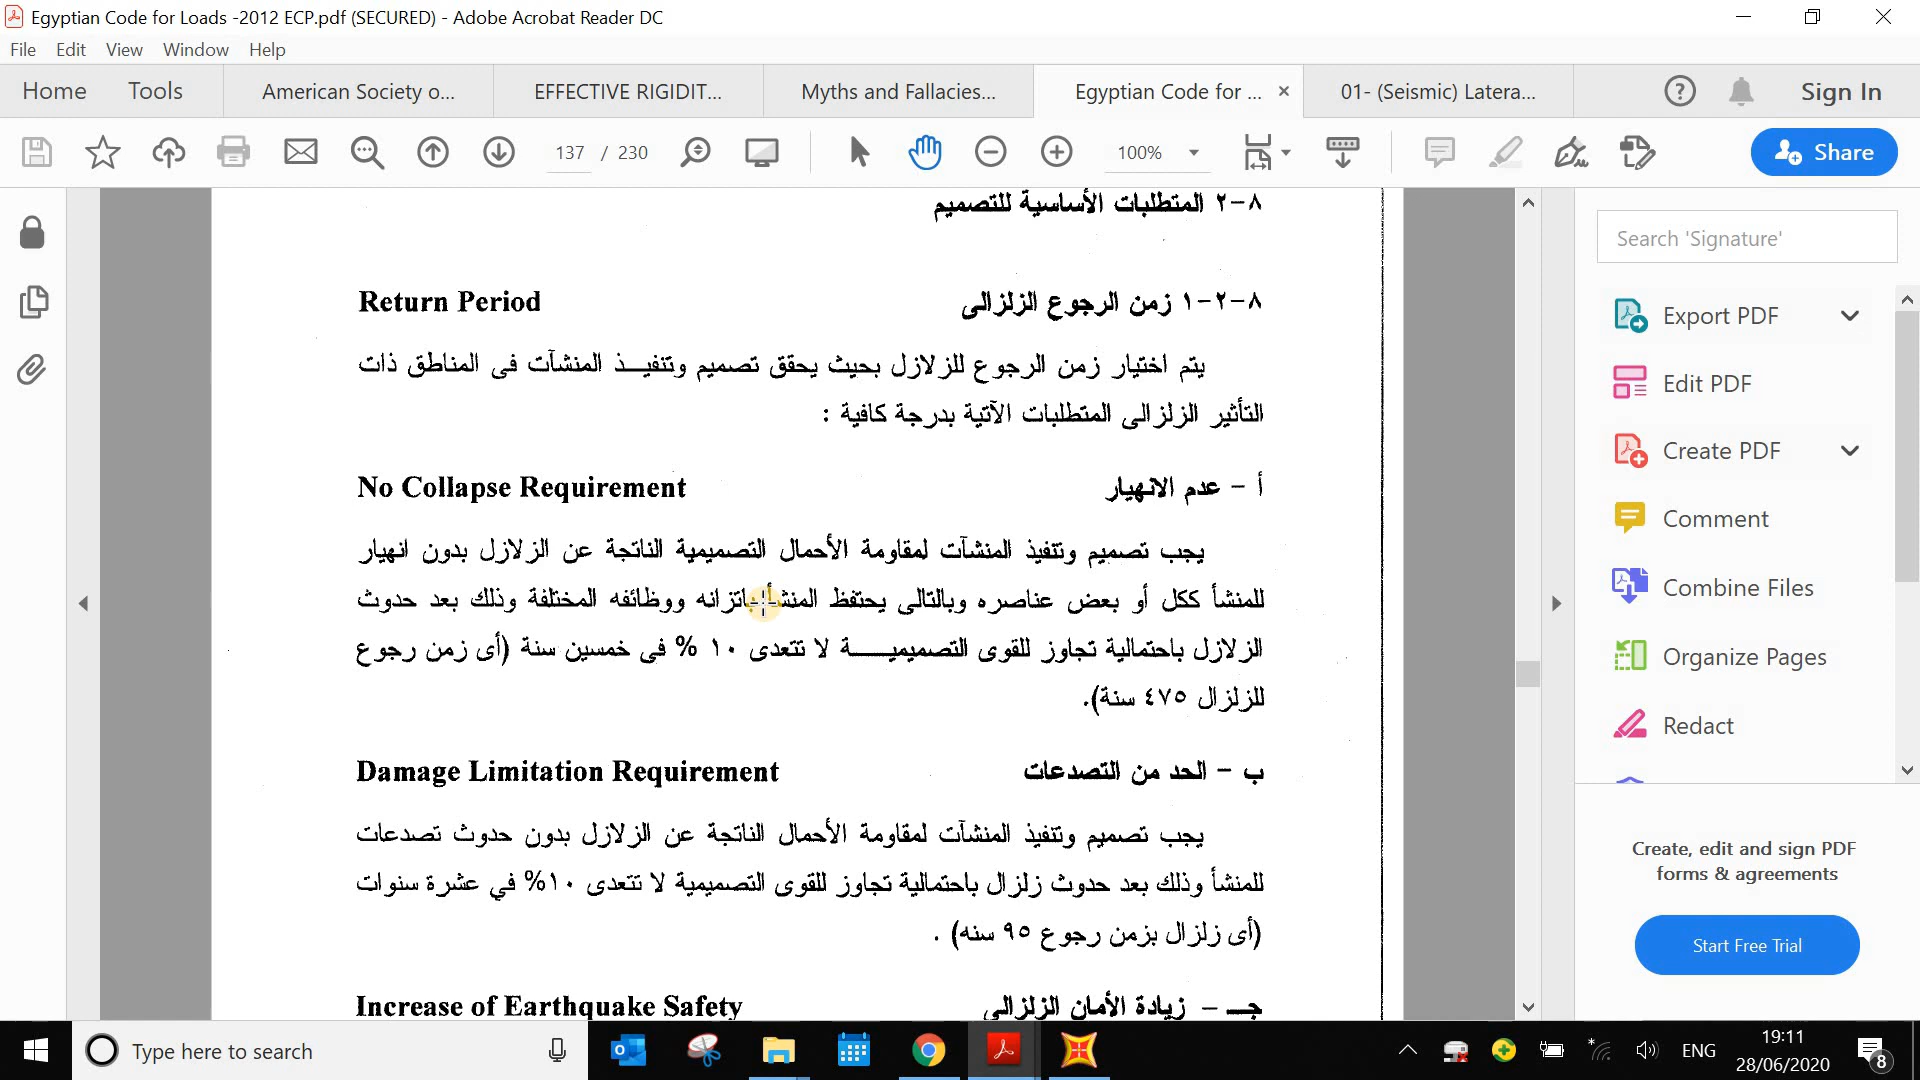 Egyptian Code for Loads -2012 ECP.pdf (SECURED) - Adobe Acrobat Reader DC
File Edit View Window Help
Home Tools American Society o... EFFECTIVE RIGIDIT... Myths and Fallacies... Egyptian Code for ... 01- (Seismic) Latera... Sign In
137 / 230 100% Share
٨-٢ المتطلبات الأساسية للتصميم
٨-٢-١ زمن الرجوع الزلزالى Return Period
يتم اختيار زمن الرجوع للزلازل بحيث يحقق تصميم وتنفيــذ المنشآت فى المناطق ذات
التأثير الزلزالى المتطلبات الآتية بدرجة كافية :
أ - عدم الانهيار No Collapse Requirement
يجب تصميم وتنفيذ المنشآت لمقاومة الأحمال التصميمية الناتجة عن الزلازل بدون انهيار
للمنشأ ككل أو بعض عناصره وبالتالى يحتفظ المنشأ باتزانه ووظائفه المختلفة وذلك بعد حدوث
الزلازل باحتمالية تجاوز للقوى التصميميــــة لا تتعدى ١٠ % فى خمسين سنة (أى زمن رجوع
للزلزال ٤٧٥ سنة).
ب - الحد من التصدعات Damage Limitation Requirement
يجب تصميم وتنفيذ المنشآت لمقاومة الأحمال الناتجة عن الزلازل بدون حدوث تصدعات
للمنشأ وذلك بعد حدوث زلزال باحتمالية تجاوز للقوى التصميمية لا تتعدى ١٠% في عشرة سنوات
(أى زلزال بزمن رجوع ٩٥ سنه) .
جــ - زيادة الأمان الزلزالى Increase of Earthquake Safety
Search 'Signature'
Export PDF
Edit PDF
Create PDF
Comment
Combine Files
Organize Pages
Redact
Create, edit and sign PDF
forms & agreements
Start Free Trial
Type here to search
ENG
19:11
28/06/2020
8